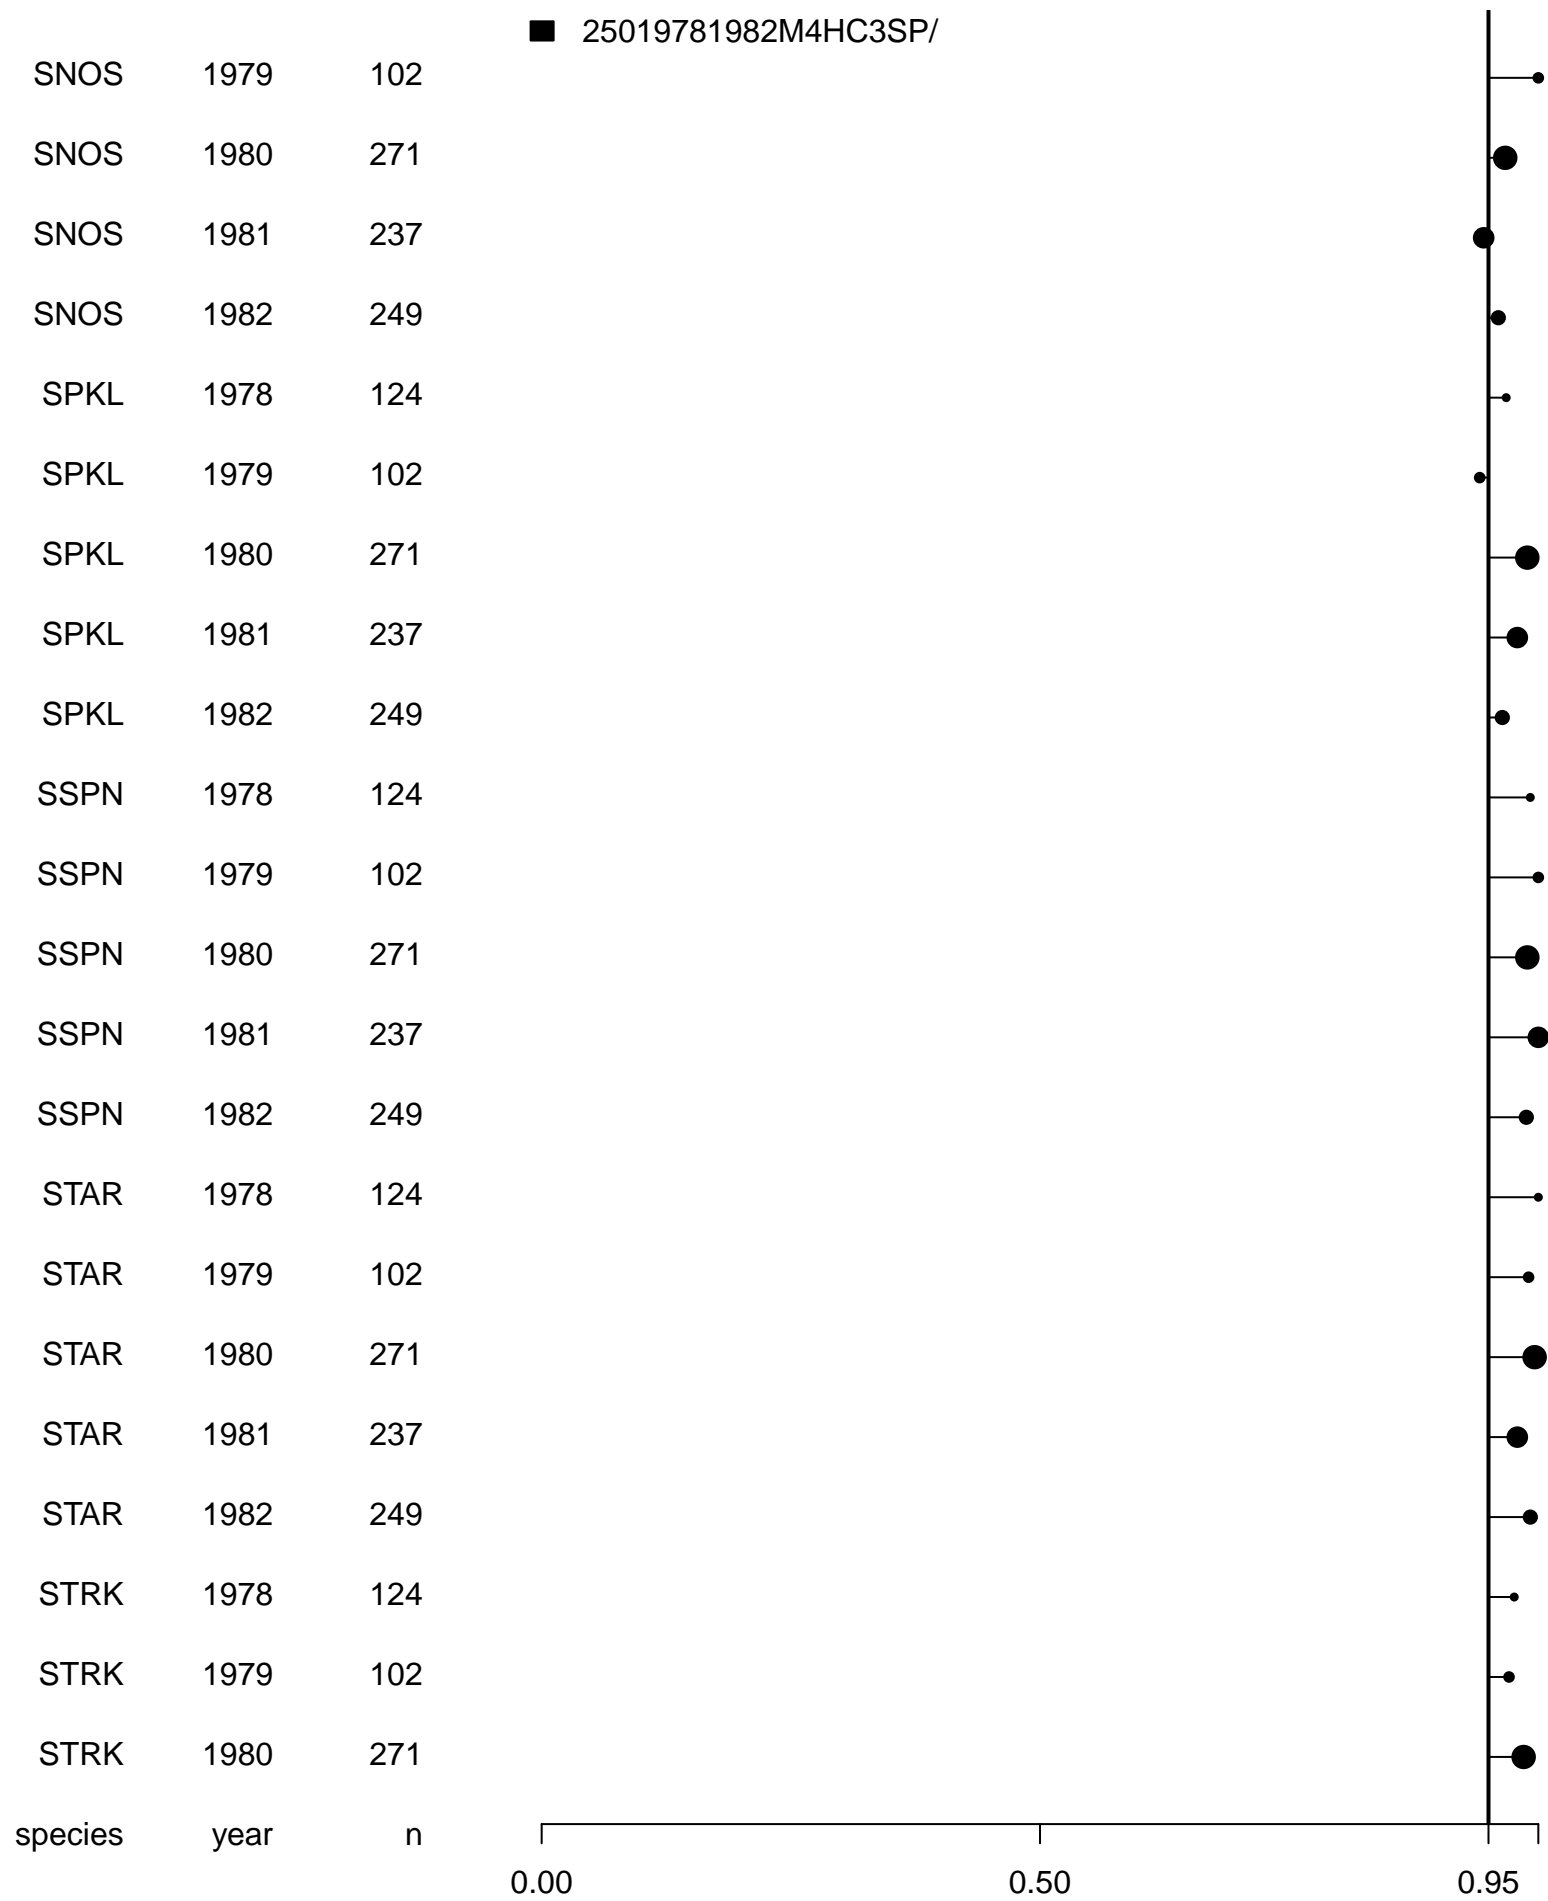 25019781982M4HC3SP/
SNOS 1979 102
SNOS 1980 271
SNOS 1981 237
SNOS 1982 249
SPKL 1978 124
SPKL 1979 102
SPKL 1980 271
SPKL 1981 237
SPKL 1982 249
SSPN 1978 124
SSPN 1979 102
SSPN 1980 271
SSPN 1981 237
SSPN 1982 249
STAR 1978 124
STAR 1979 102
STAR 1980 271
STAR 1981 237
STAR 1982 249
STRK 1978 124
STRK 1979 102
STRK 1980 271
species year n
0.00 0.50 0.95